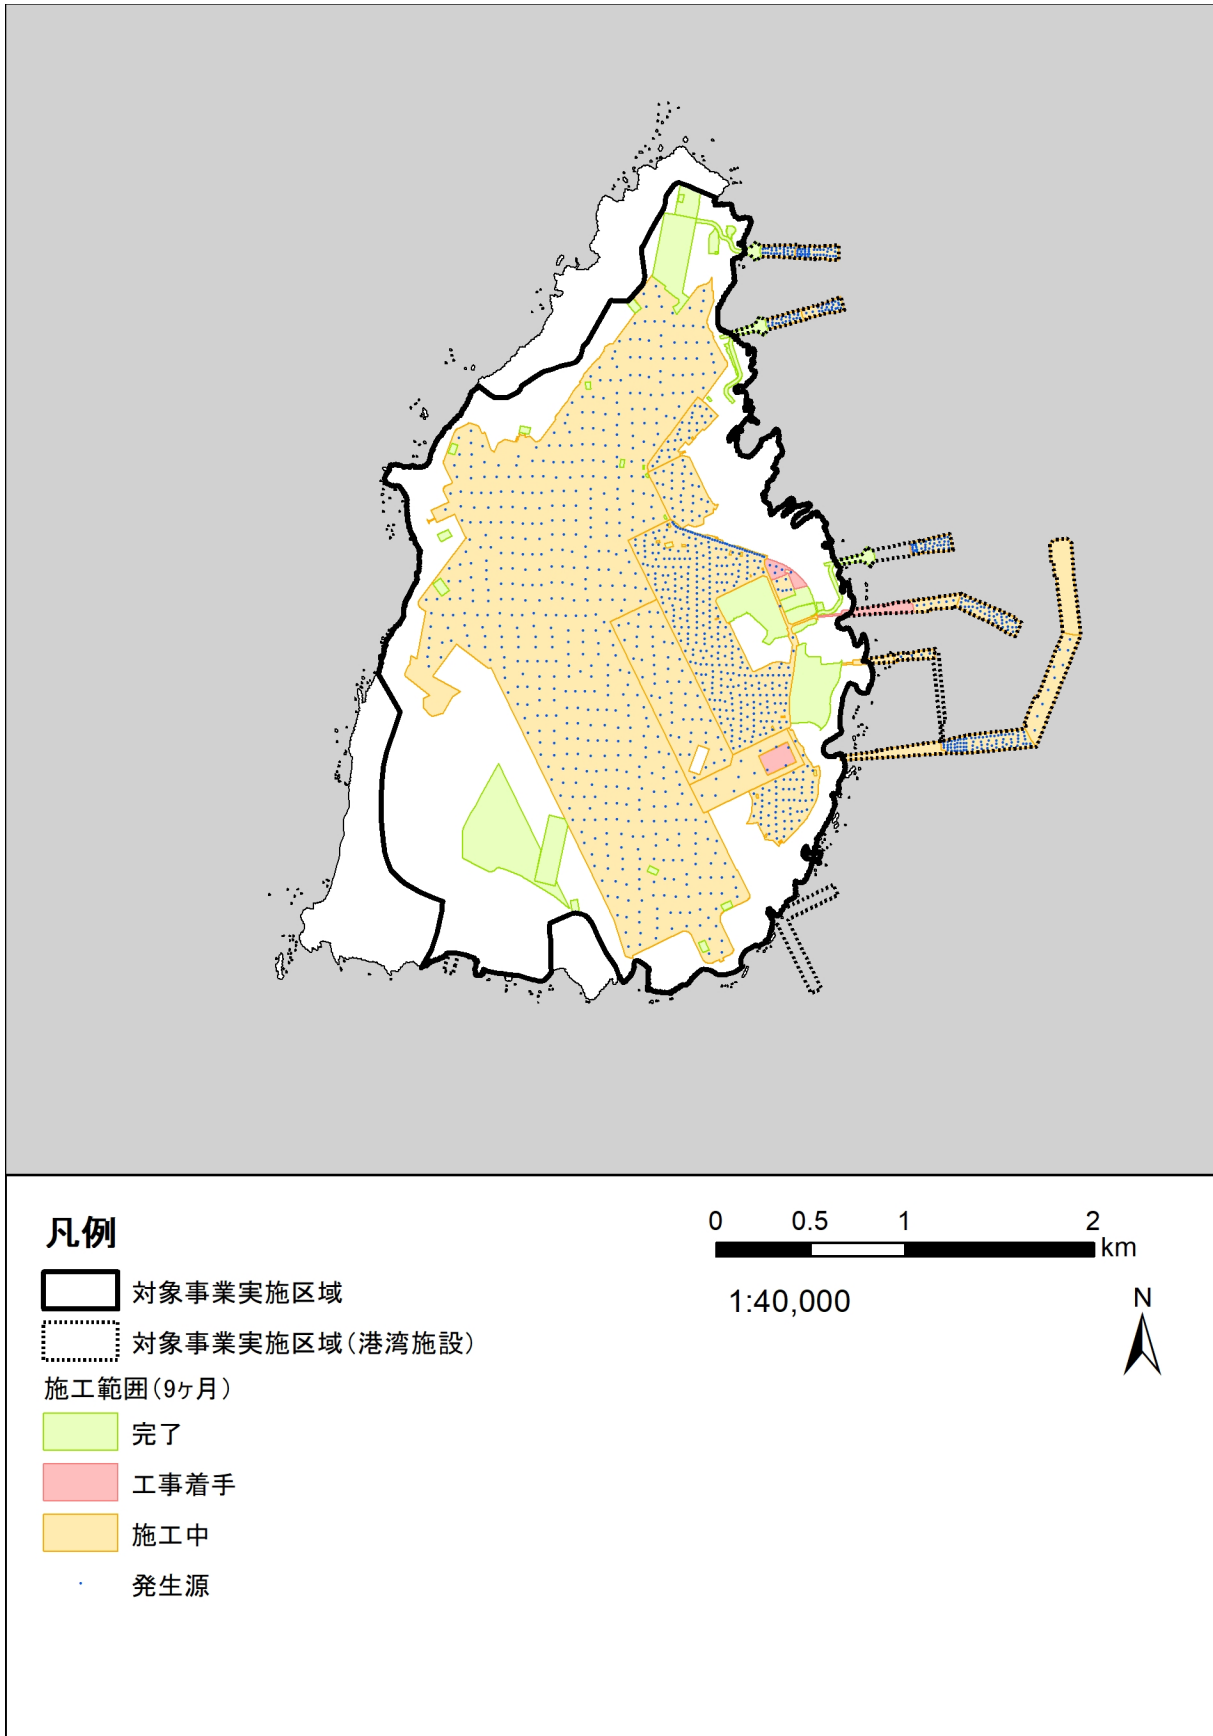 凡例
0 0.5 1 2
km
1:40,000
N
対象事業実施区域
対象事業実施区域(港湾施設)
施工範囲(9ヶ月)
完了
工事着手
施工中
発生源